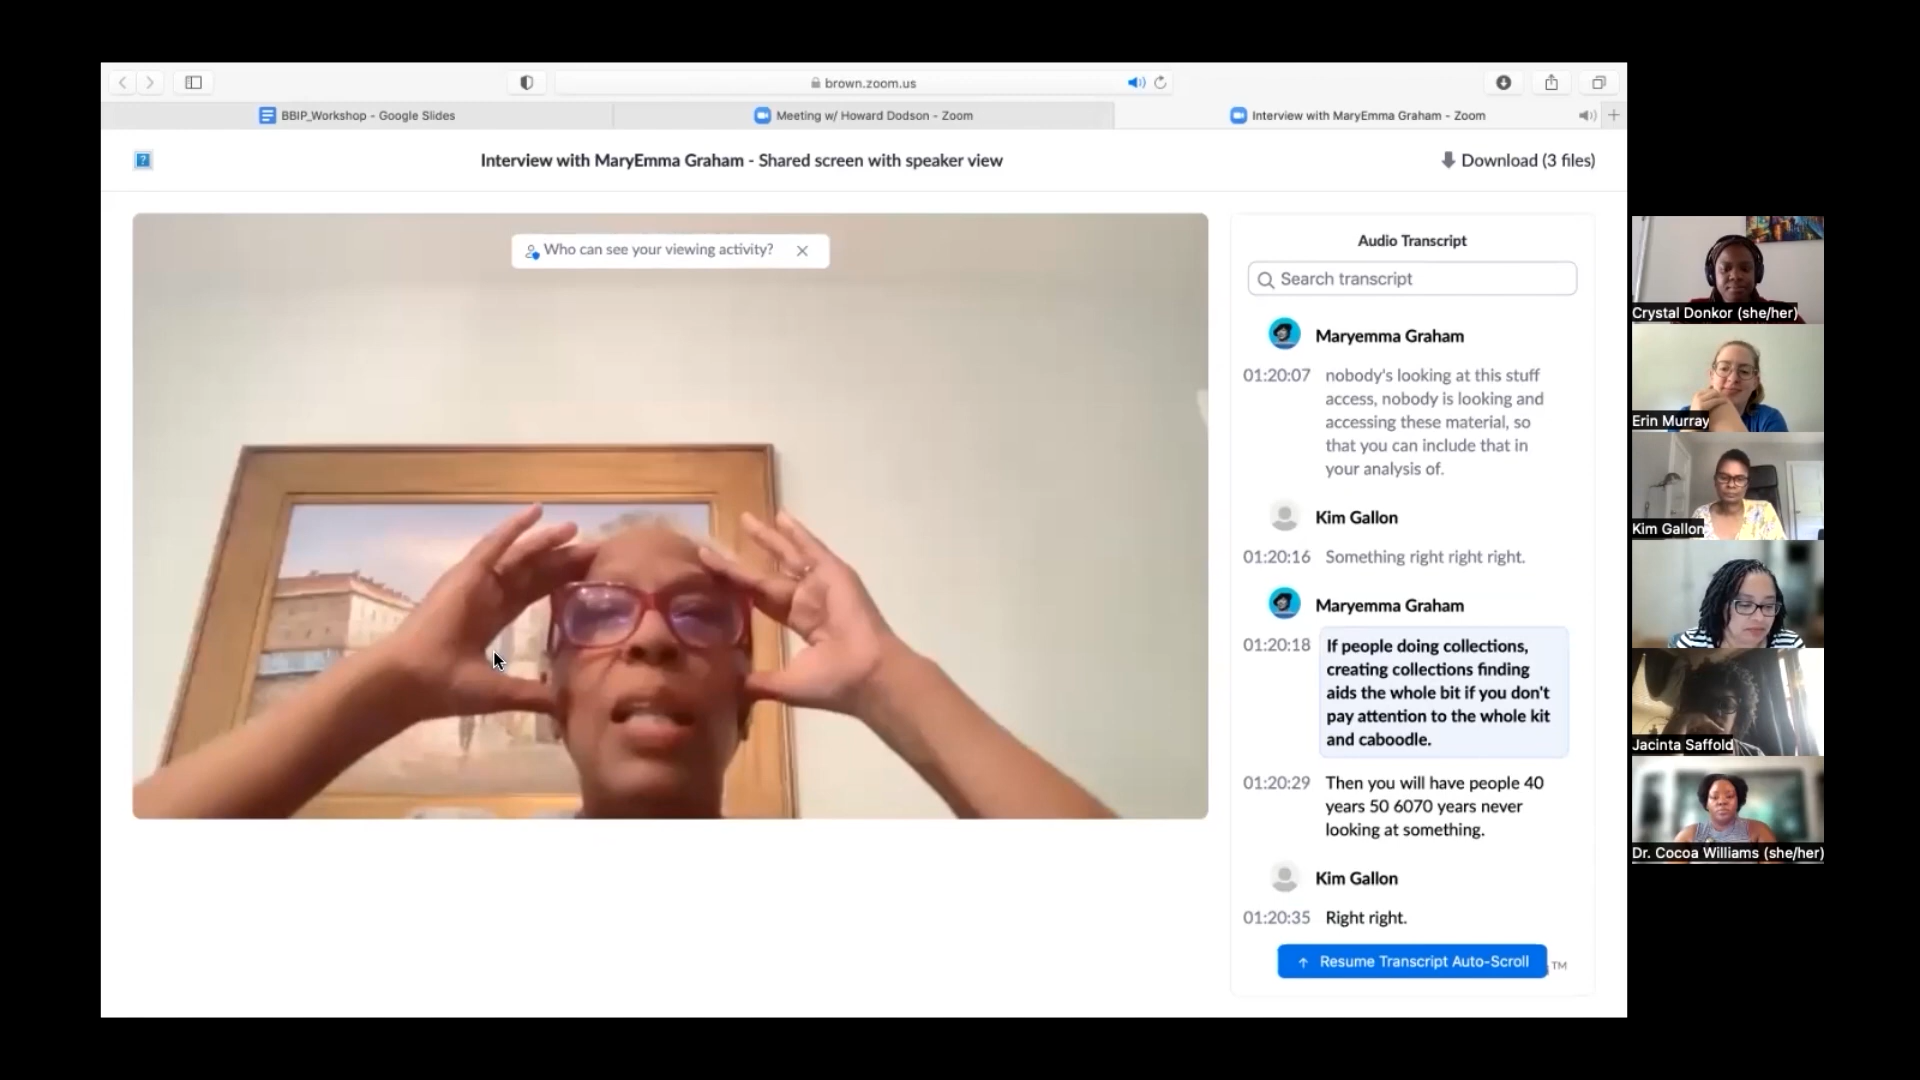 brown.zoom.us
BBIP_Workshop - Google Slides
Meeting w/ Howard Dodson - Zoom
Interview with MaryEmma Graham - Zoom
Interview with MaryEmma Graham - Shared screen with speaker view
Download (3 files)
Who can see your viewing activity?
Audio Transcript
Search transcript
Maryemma Graham
01:20:07 nobody's looking at this stuff
access, nobody is looking and
accessing these material, so
that you can include that in
your analysis of.
Kim Gallon
01:20:16 Something right right right.
Maryemma Graham
01:20:18 If people doing collections,
creating collections finding
aids the whole bit if you don't
pay attention to the whole kit
and caboodle.
01:20:29 Then you will have people 40
years 50 6070 years never
looking at something.
Kim Gallon
01:20:35 Right right.
Resume Transcript Auto-Scroll
TM
Crystal Donkor (she/her)
Erin Murray
Kim Gallon
Jacinta Saffold
Dr. Cocoa Williams (she/her)